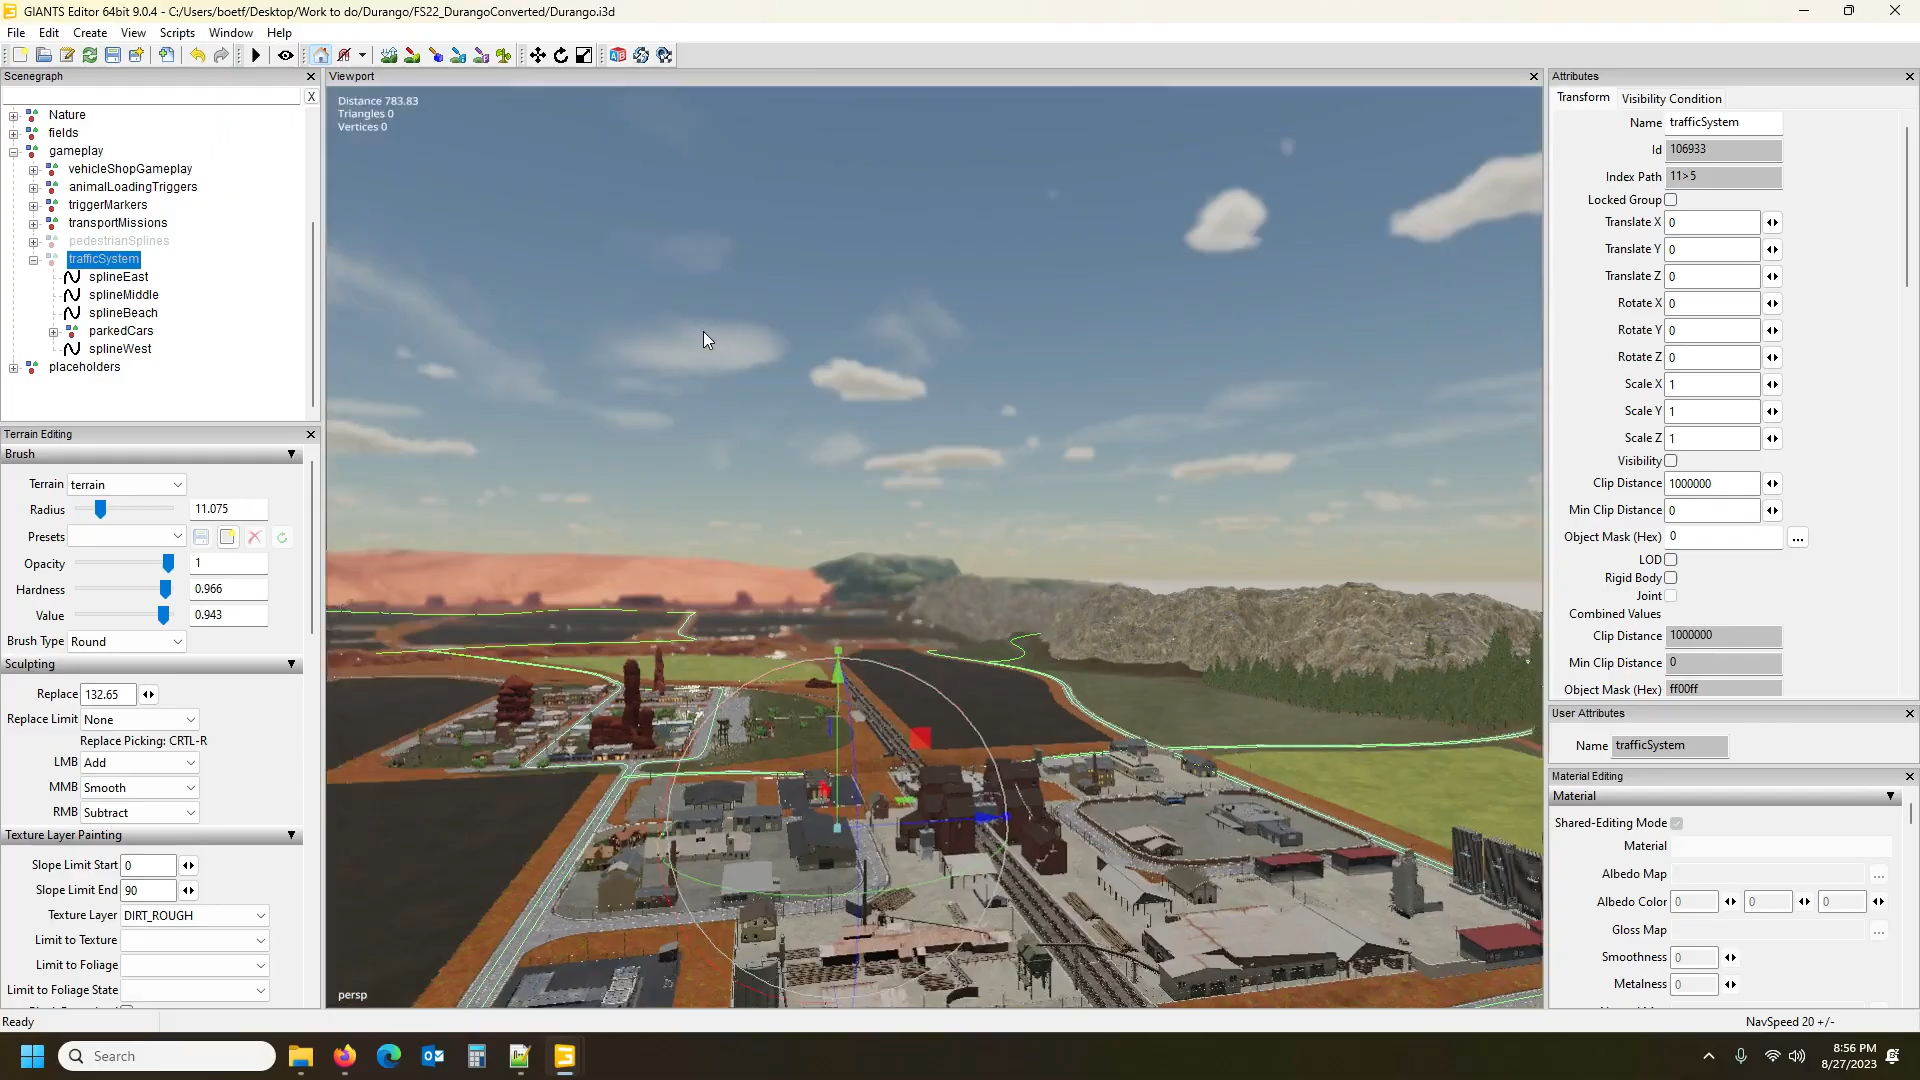 GIANTS Editor 64bit 9.0.4 - C:/Users/boetf/Desktop/Work to do/Durango/FS22_DurangoConverted/Durango.i3d
File Edit Create View Scripts Window Help
Scenegraph
X
Nature
fields
gameplay
vehicleShopGameplay
animalLoadingTriggers
triggerMarkers
transportMissions
pedestrianSplines
trafficSystem
splineEast
splineMiddle
splineBeach
parkedCars
splineWest
placeholders
Terrain Editing
Brush
Terrain terrain
Radius 11.075
Presets
Opacity 1
Hardness 0.966
Value 0.943
Brush Type Round
Sculpting
Replace 132.65
Replace Limit None
Replace Picking: CRTL-R
LMB Add
MMB Smooth
RMB Subtract
Texture Layer Painting
Slope Limit Start 0
Slope Limit End 90
Texture Layer DIRT_ROUGH
Limit to Texture
Limit to Foliage
Limit to Foliage State
Viewport
Distance 783.83
Triangles 0
Vertices 0
persp
Attributes
Transform Visibility Condition
Name trafficSystem
Id 106933
Index Path 11>5
Locked Group
Translate X 0
Translate Y 0
Translate Z 0
Rotate X 0
Rotate Y 0
Rotate Z 0
Scale X 1
Scale Y 1
Scale Z 1
Visibility
Clip Distance 1000000
Min Clip Distance 0
Object Mask (Hex) 0 ...
LOD
Rigid Body
Joint
Combined Values
Clip Distance 1000000
Min Clip Distance 0
Object Mask (Hex) ff00ff
User Attributes
Name trafficSystem
Material Editing
Material
Shared-Editing Mode
Material
Albedo Map ...
Albedo Color 0 0 0
Gloss Map ...
Smoothness 0
Metalness 0
Ready
NavSpeed 20 +/-
Search
8:56 PM
8/27/2023